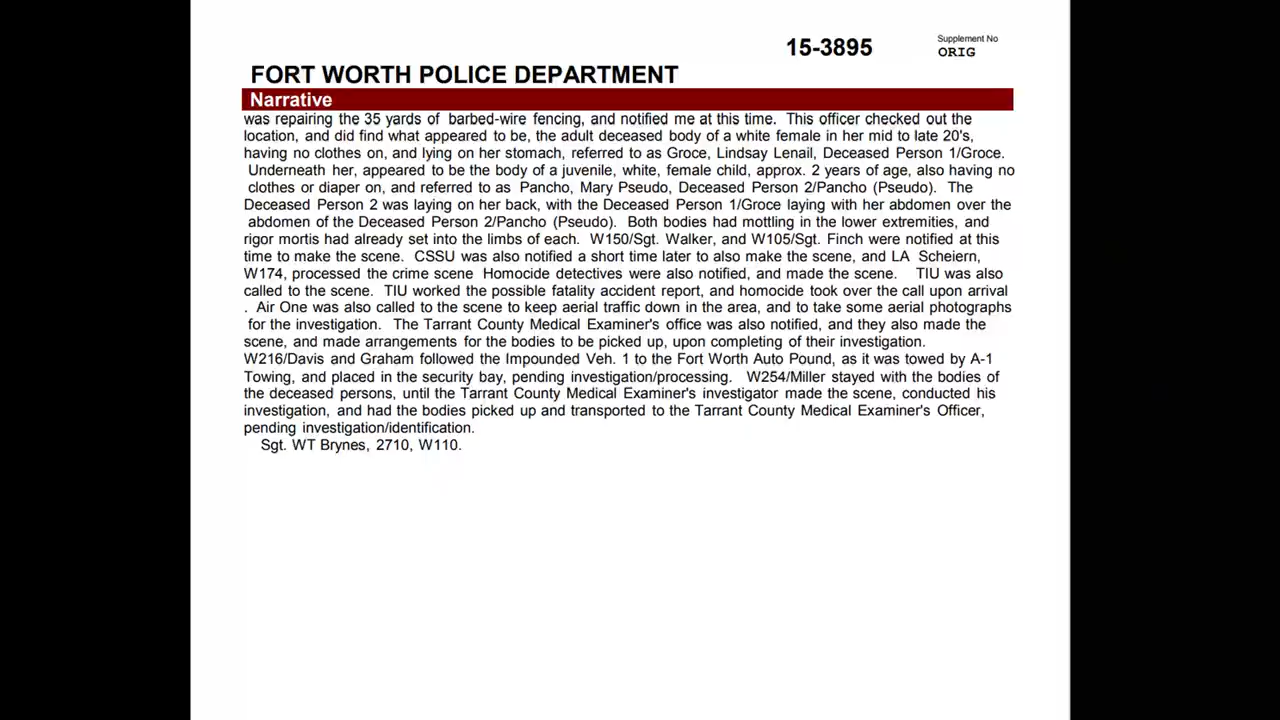 15-3895
Supplement No
ORIG
FORT WORTH POLICE DEPARTMENT
Narrative
was repairing the 35 yards of barbed-wire fencing, and notified me at this time. This officer checked out the
location, and did find what appeared to be, the adult deceased body of a white female in her mid to late 20's,
having no clothes on, and lying on her stomach, referred to as Groce, Lindsay Lenail, Deceased Person 1/Groce.
Underneath her, appeared to be the body of a juvenile, white, female child, approx. 2 years of age, also having no
clothes or diaper on, and referred to as Pancho, Mary Pseudo, Deceased Person 2/Pancho (Pseudo). The
Deceased Person 2 was laying on her back, with the Deceased Person 1/Groce laying with her abdomen over the
abdomen of the Deceased Person 2/Pancho (Pseudo). Both bodies had mottling in the lower extremities, and
rigor mortis had already set into the limbs of each. W150/Sgt. Walker, and W105/Sgt. Finch were notified at this
time to make the scene. CSSU was also notified a short time later to also make the scene, and LA Scheiern,
W174, processed the crime scene Homocide detectives were also notified, and made the scene. TIU was also
called to the scene. TIU worked the possible fatality accident report, and homocide took over the call upon arrival
. Air One was also called to the scene to keep aerial traffic down in the area, and to take some aerial photographs
for the investigation. The Tarrant County Medical Examiner's office was also notified, and they also made the
scene, and made arrangements for the bodies to be picked up, upon completing of their investigation.
W216/Davis and Graham followed the Impounded Veh. 1 to the Fort Worth Auto Pound, as it was towed by A-1
Towing, and placed in the security bay, pending investigation/processing. W254/Miller stayed with the bodies of
the deceased persons, until the Tarrant County Medical Examiner's investigator made the scene, conducted his
investigation, and had the bodies picked up and transported to the Tarrant County Medical Examiner's Officer,
pending investigation/identification.
Sgt. WT Brynes, 2710, W110.